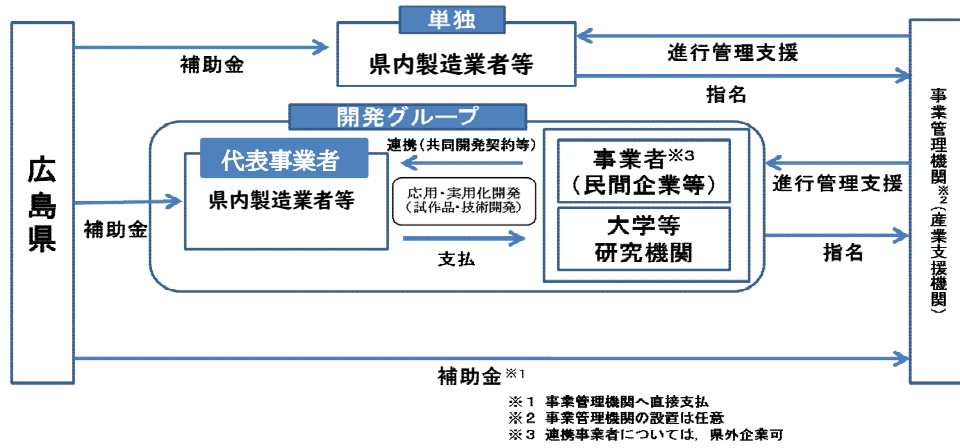 単独
県内製造業者等
補助金
進行管理支援
指名
開発グループ
代表事業者
県内製造業者等
連携(共同開発契約等)
応用・実用化開発
(試作品・技術開発)
支払
事業者※3
(民間企業等)
大学等
研究機関
広島県
補助金
進行管理支援
指名
事業管理機関※2(産業支援機関)
補助金※1
※1 事業管理機関へ直接支払
※2 事業管理機関の設置は任意
※3 連携事業者については,県外企業可